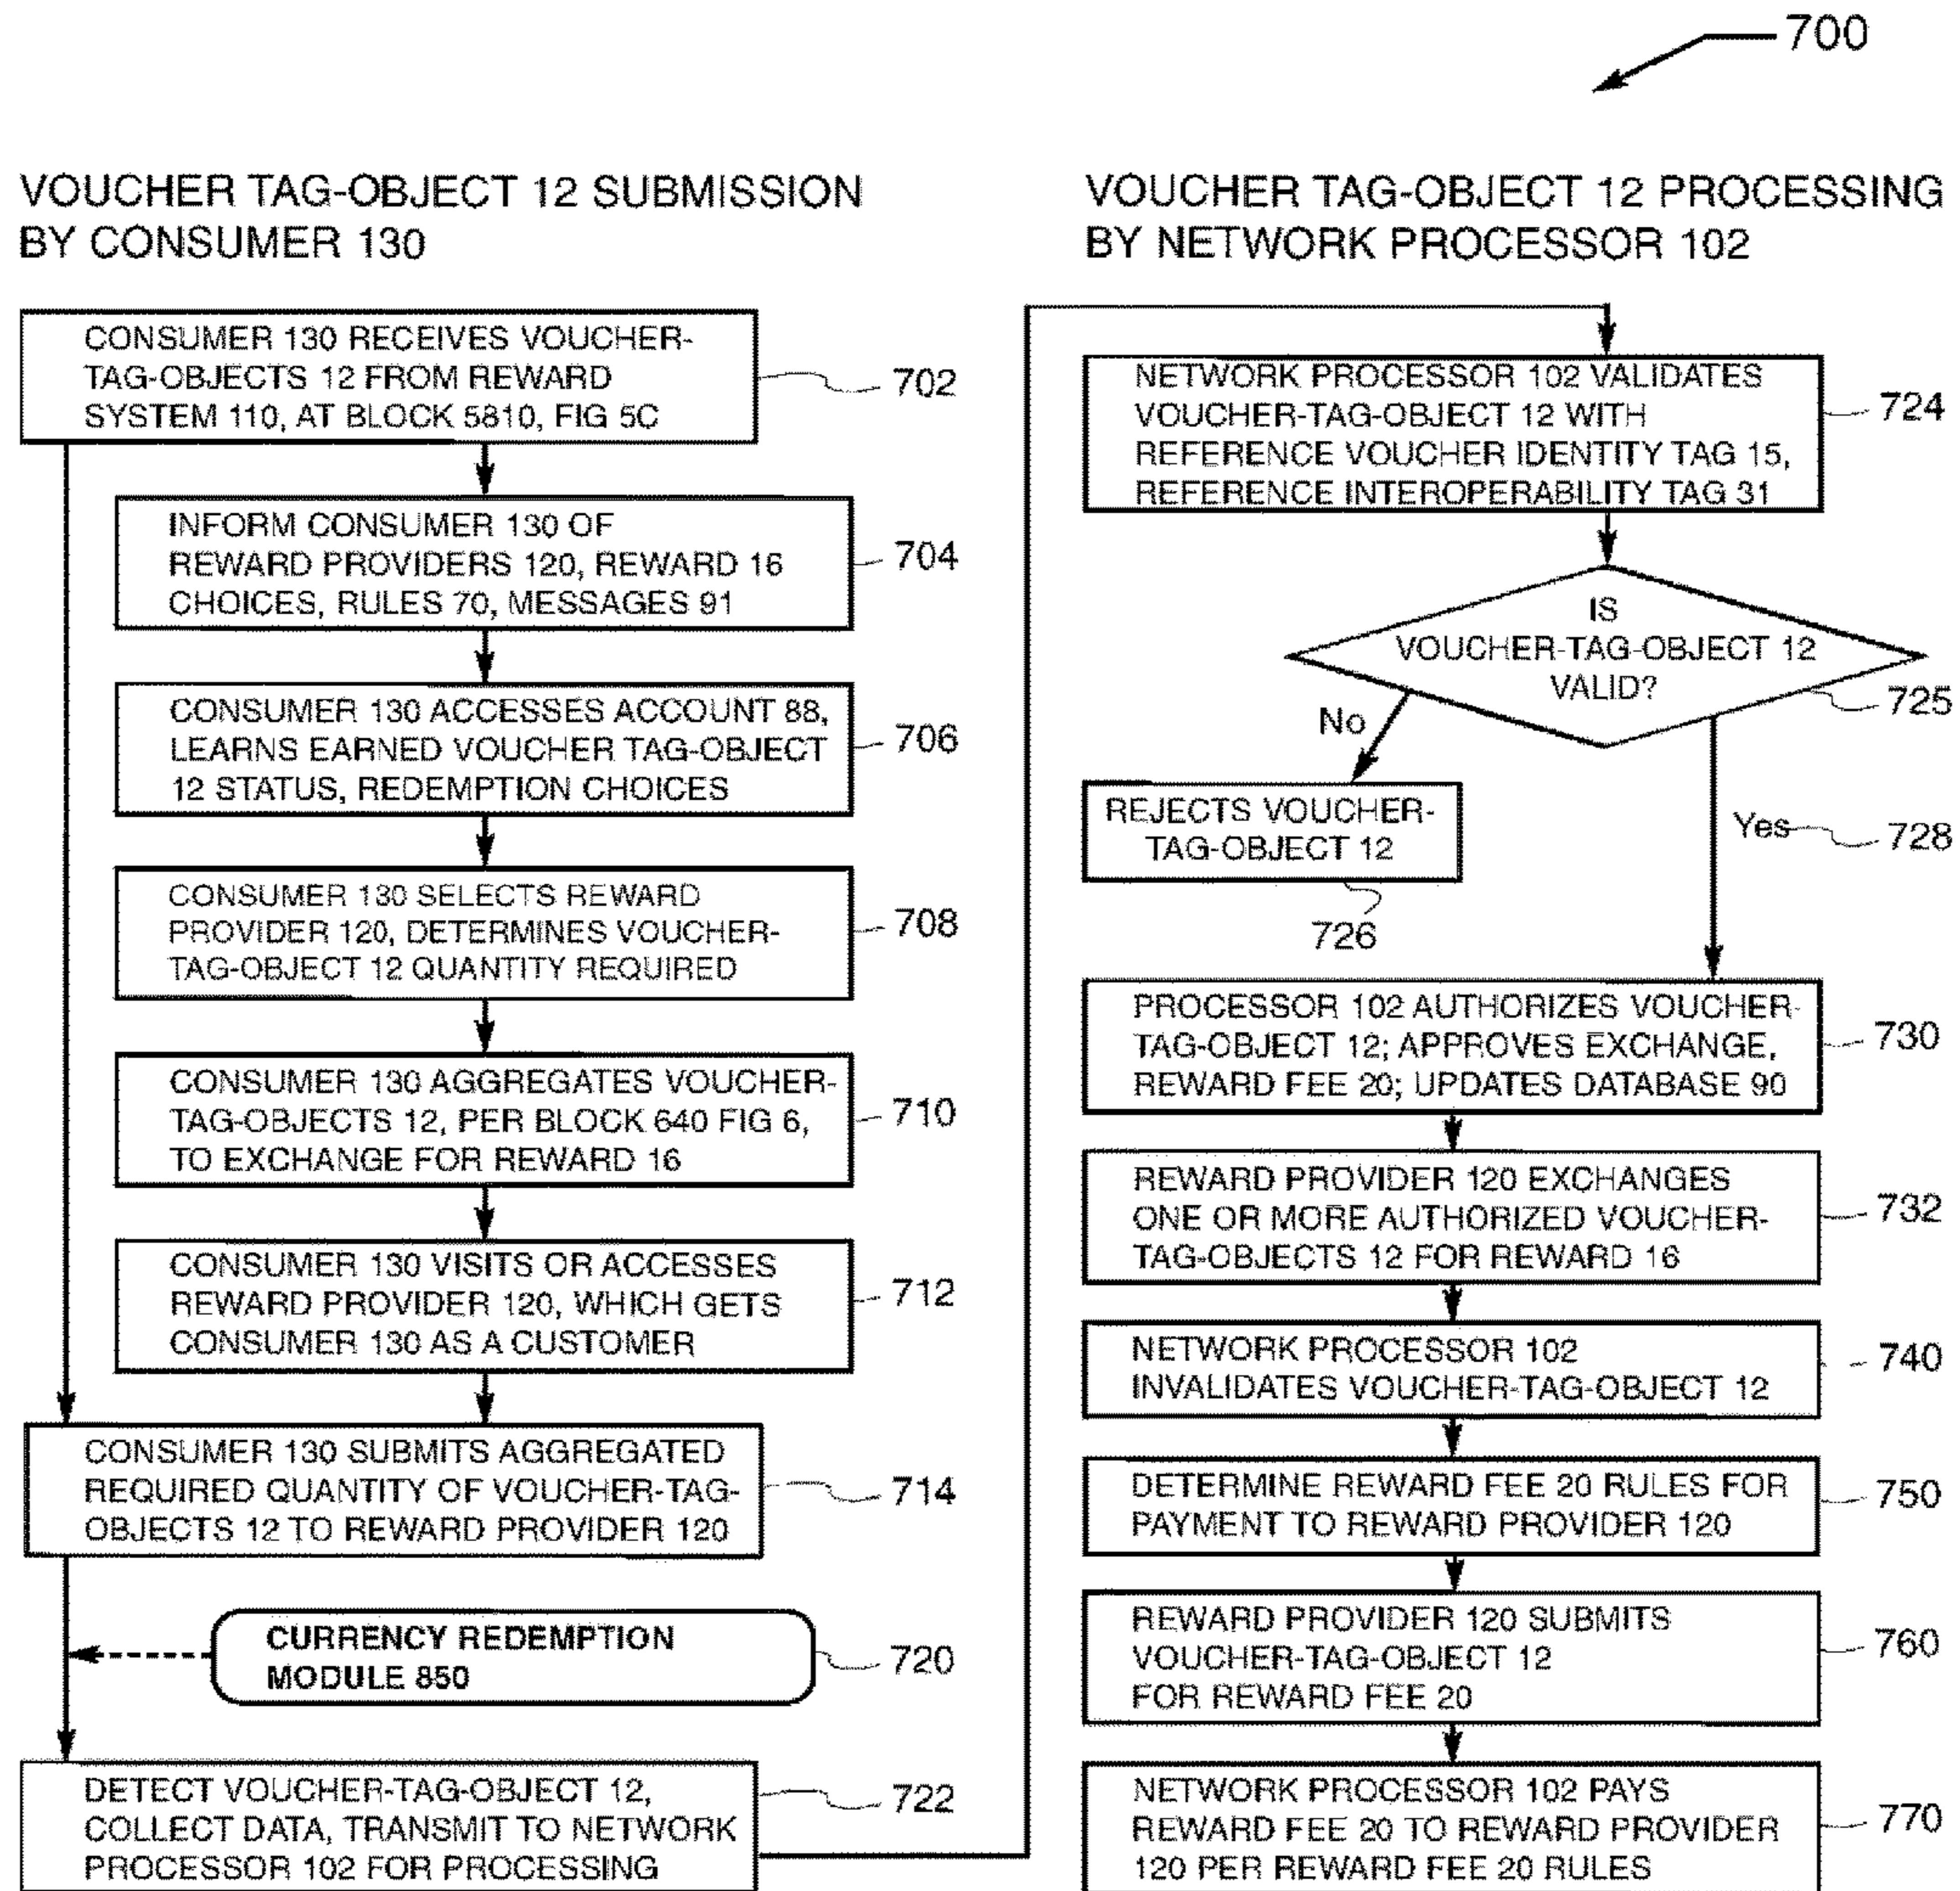 700
VOUCHER TAG-OBJECT 12 SUBMISSION
BY CONSUMER 130
CONSUMER 130 RECEIVES VOUCHER-
TAG-OBJECTS 12 FROM REWARD
SYSTEM 110, AT BLOCK 5810, FIG 5C
702
INFORM CONSUMER 130 OF
REWARD PROVIDERS 120, REWARD 16
CHOICES, RULES 70, MESSAGES 91
704
CONSUMER 130 ACCESSES ACCOUNT 88,
LEARNS EARNED VOUCHER TAG-OBJECT
12 STATUS, REDEMPTION CHOICES
706
CONSUMER 130 SELECTS REWARD
PROVIDER 120, DETERMINES VOUCHER-
TAG-OBJECT 12 QUANTITY REQUIRED
708
CONSUMER 130 AGGREGATES VOUCHER-
TAG-OBJECTS 12, PER BLOCK 640 FIG 6,
TO EXCHANGE FOR REWARD 16
710
CONSUMER 130 VISITS OR ACCESSES
REWARD PROVIDER 120, WHICH GETS
CONSUMER 130 AS A CUSTOMER
712
CONSUMER 130 SUBMITS AGGREGATED
REQUIRED QUANTITY OF VOUCHER-TAG-
OBJECTS 12 TO REWARD PROVIDER 120
714
CURRENCY REDEMPTION
MODULE 850
720
DETECT VOUCHER-TAG-OBJECT 12,
COLLECT DATA, TRANSMIT TO NETWORK
PROCESSOR 102 FOR PROCESSING
722
VOUCHER TAG-OBJECT 12 PROCESSING
BY NETWORK PROCESSOR 102
NETWORK PROCESSOR 102 VALIDATES
VOUCHER-TAG-OBJECT 12 WITH
REFERENCE VOUCHER IDENTITY TAG 15,
REFERENCE INTEROPERABILITY TAG 31
724
IS
VOUCHER-TAG-OBJECT 12
VALID?
725
No
REJECTS VOUCHER-
TAG-OBJECT 12
726
Yes
728
PROCESSOR 102 AUTHORIZES VOUCHER-
TAG-OBJECT 12; APPROVES EXCHANGE,
REWARD FEE 20; UPDATES DATABASE 90
730
REWARD PROVIDER 120 EXCHANGES
ONE OR MORE AUTHORIZED VOUCHER-
TAG-OBJECTS 12 FOR REWARD 16
732
NETWORK PROCESSOR 102
INVALIDATES VOUCHER-TAG-OBJECT 12
740
DETERMINE REWARD FEE 20 RULES FOR
PAYMENT TO REWARD PROVIDER 120
750
REWARD PROVIDER 120 SUBMITS
VOUCHER-TAG-OBJECT 12
FOR REWARD FEE 20
760
NETWORK PROCESSOR 102 PAYS
REWARD FEE 20 TO REWARD PROVIDER
120 PER REWARD FEE 20 RULES
770